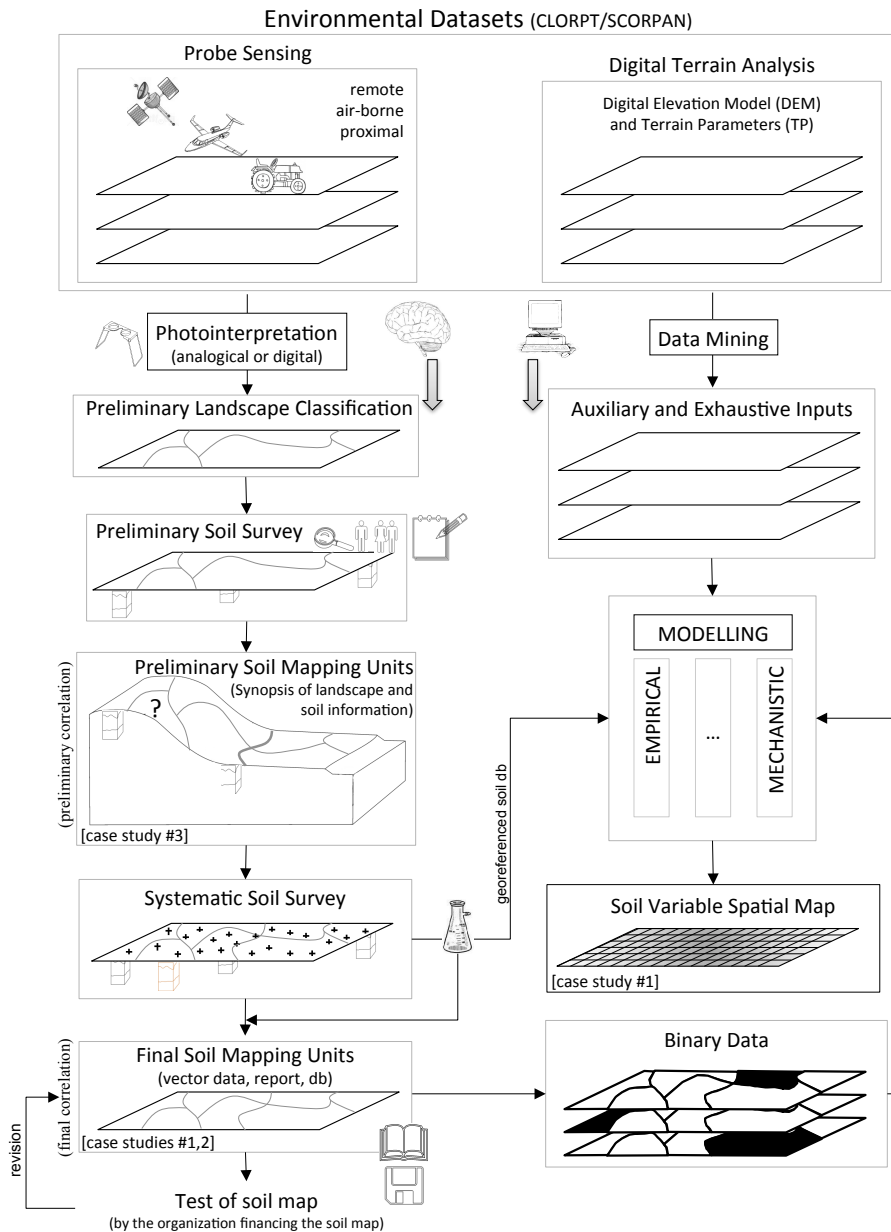 Environmental Datasets (CLORPT/SCORPAN)
Probe Sensing
remote
air-borne
proximal
Digital Terrain Analysis
Digital Elevation Model (DEM)
and Terrain Parameters (TP)
Photointerpretation
(analogical or digital)
Data Mining
Preliminary Landscape Classification
Auxiliary and Exhaustive Inputs
Preliminary Soil Survey
MODELLING
EMPIRICAL
...
MECHANISTIC
(preliminary correlation)
Preliminary Soil Mapping Units
(Synopsis of landscape and
soil information)
?
[case study #3]
georeferenced soil db
Systematic Soil Survey
Soil Variable Spatial Map
[case study #1]
(final correlation)
Final Soil Mapping Units
(vector data, report, db)
[case studies #1,2]
Binary Data
revision
Test of soil map
(by the organization financing the soil map)